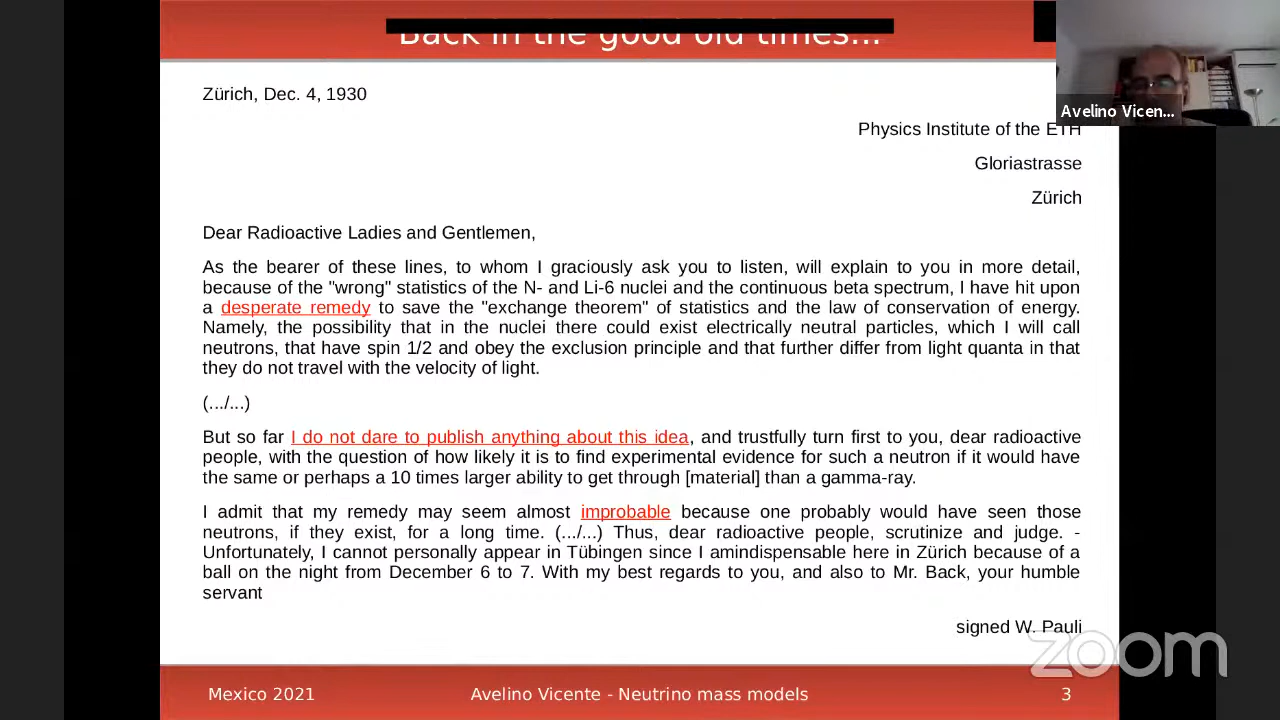 Back in the good old times...
Avelino Vicen...
Zürich, Dec. 4, 1930
Physics Institute of the ETH
Gloriastrasse
Zürich
Dear Radioactive Ladies and Gentlemen,
As the bearer of these lines, to whom I graciously ask you to listen, will explain to you in more detail,
because of the "wrong" statistics of the N- and Li-6 nuclei and the continuous beta spectrum, I have hit upon
a desperate remedy to save the "exchange theorem" of statistics and the law of conservation of energy.
Namely, the possibility that in the nuclei there could exist electrically neutral particles, which I will call
neutrons, that have spin 1/2 and obey the exclusion principle and that further differ from light quanta in that
they do not travel with the velocity of light.
(.../...)
But so far I do not dare to publish anything about this idea, and trustfully turn first to you, dear radioactive
people, with the question of how likely it is to find experimental evidence for such a neutron if it would have
the same or perhaps a 10 times larger ability to get through [material] than a gamma-ray.
I admit that my remedy may seem almost improbable because one probably would have seen those
neutrons, if they exist, for a long time. (.../...) Thus, dear radioactive people, scrutinize and judge. -
Unfortunately, I cannot personally appear in Tübingen since I amindispensable here in Zürich because of a
ball on the night from December 6 to 7. With my best regards to you, and also to Mr. Back, your humble
servant
signed W. Pauli
zoom
Mexico 2021
Avelino Vicente - Neutrino mass models
3